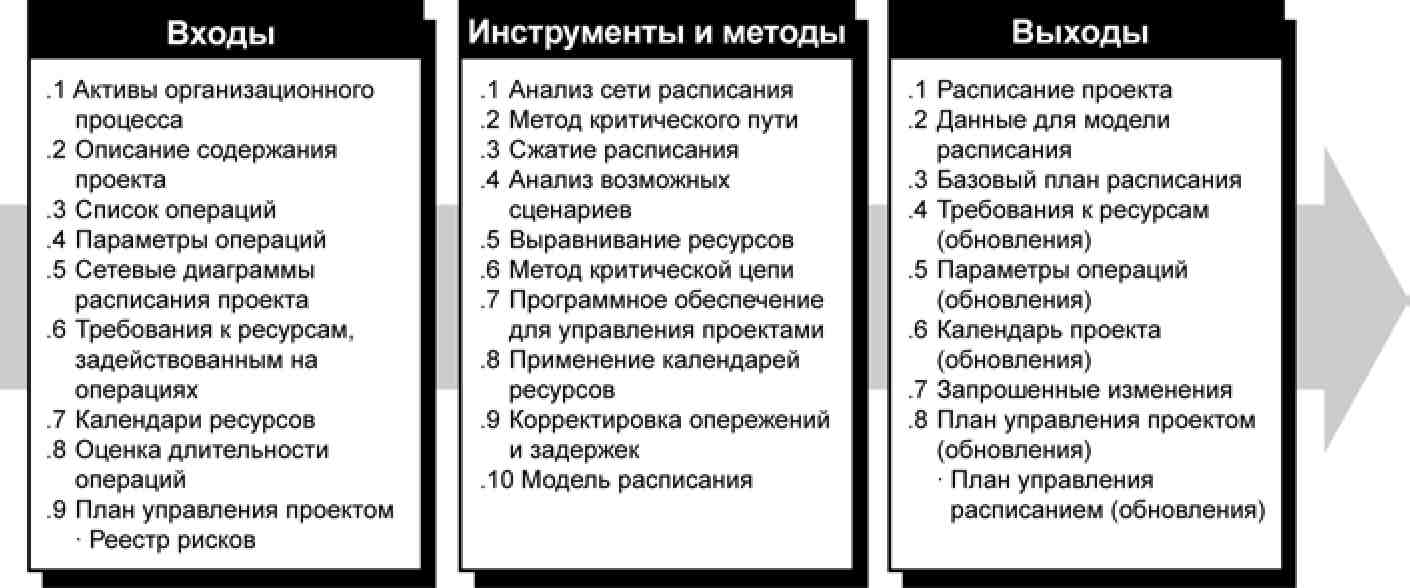 Входы
.1 Активы организационного
процесса
.2 Описание содержания
проекта
.3 Список операций
.4 Параметры операций
.5 Сетевые диаграммы
расписания проекта
.6 Требования к ресурсам,
задействованным на
операциях
.7 Календари ресурсов
.8 Оценка длительности
операций
.9 План управления проектом
· Реестр рисков
Инструменты и методы
.1 Анализ сети расписания
.2 Метод критического пути
.3 Сжатие расписания
.4 Анализ возможных
сценариев
.5 Выравнивание ресурсов
.6 Метод критической цепи
.7 Программное обеспечение
для управления проектами
.8 Применение календарей
ресурсов
.9 Корректировка опережений
и задержек
.10 Модель расписания
Выходы
.1 Расписание проекта
.2 Данные для модели
расписания
.3 Базовый план расписания
.4 Требования к ресурсам
(обновления)
.5 Параметры операций
(обновления)
.6 Календарь проекта
(обновления)
.7 Запрошенные изменения
.8 План управления проектом
(обновления)
· План управления
расписанием (обновления)